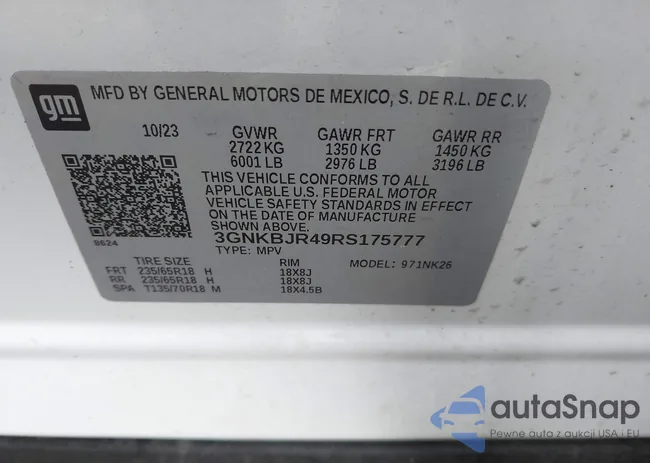 gm
MFD BY GENERAL MOTORS DE MEXICO, S. DE R.L. DE C.V.
10/23 GVWR GAWR FRT GAWR RR
2722 KG 1350 KG 1450 KG
6001 LB 2976 LB 3196 LB
THIS VEHICLE CONFORMS TO ALL
APPLICABLE U.S. FEDERAL MOTOR
VEHICLE SAFETY STANDARDS IN EFFECT
ON THE DATE OF MANUFACTURE
SHOWN ABOVE.
3GNKBJR49RS175777
8624 TYPE: MPV MODEL: 971NK26
TIRE SIZE RIM
FRT 235/65R18 H 18X8J
RR 235/65R18 H 18X8J
SPA T135/70R18 M 18X4.5B
autaSnap
Pewne auta z aukcji USA i EU